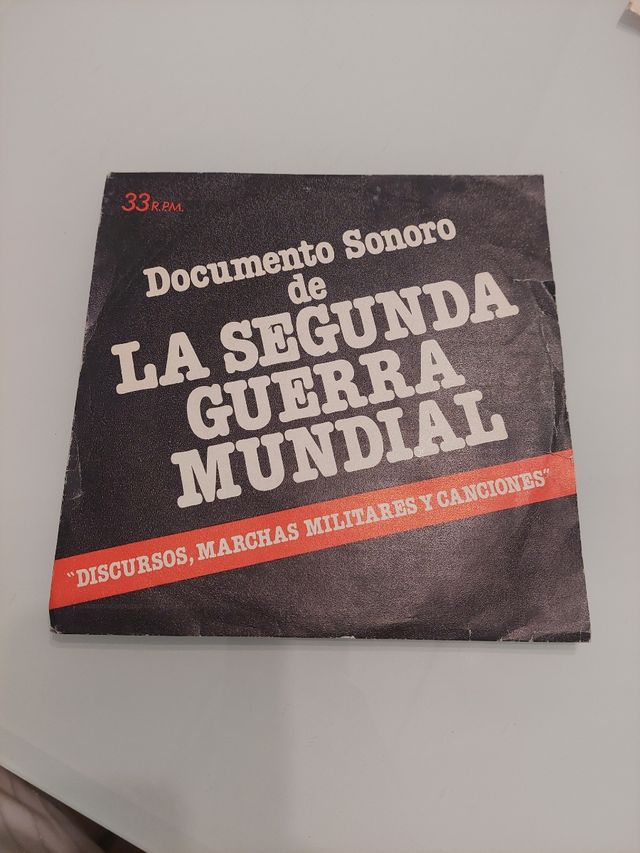 33 R.P.M.
Documento Sonoro
de
LA SEGUNDA
GUERRA
MUNDIAL
"DISCURSOS, MARCHAS MILITARES Y CANCIONES"